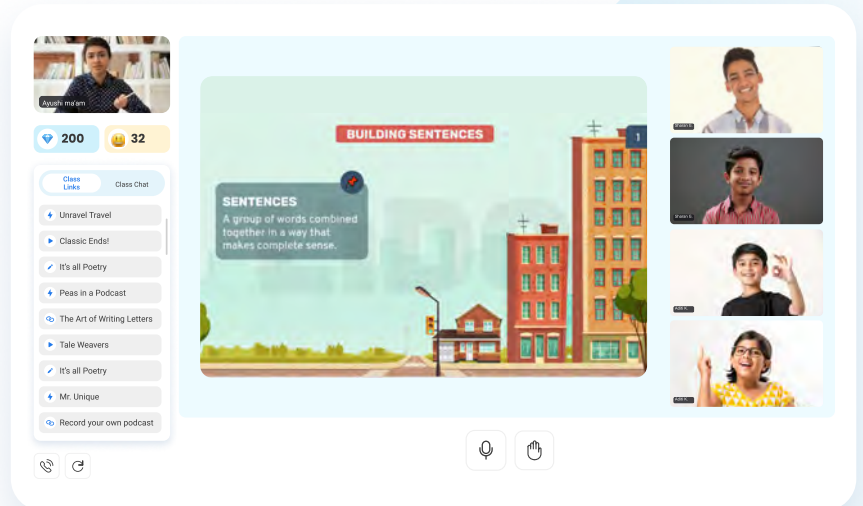 Ayushi ma'am
200
32
Class
Links
Class Chat
Unravel Travel
Classic Ends!
It's all Poetry
Peas in a Podcast
The Art of Writing Letters
Tale Weavers
It's all Poetry
Mr. Unique
Record your own podcast
BUILDING SENTENCES
1
SENTENCES
A group of words combined
together in a way that
makes complete sense.